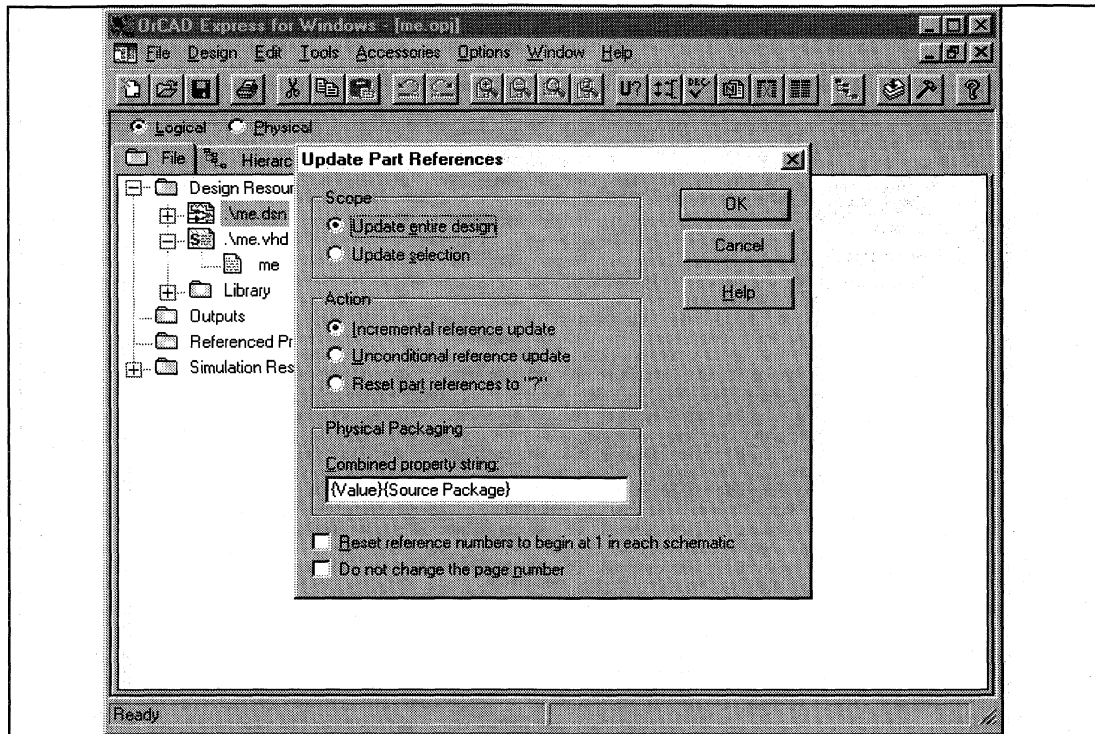 OrCAD Express for Windows - [me.opj]
File Design Edit Tools Accessories Options Window Help
U?
Logical Physical
File Hierarc
Update Part References
Design Resour
.\me.dsn
.\me.vhd
me
Library
Outputs
Referenced Pr
Simulation Res
Scope
Update entire design
Update selection
Action
Incremental reference update
Unconditional reference update
Reset part references to "?"
Physical Packaging
Combined property string:
{Value}{Source Package}
Reset reference numbers to begin at 1 in each schematic
Do not change the page number
OK
Cancel
Help
Ready